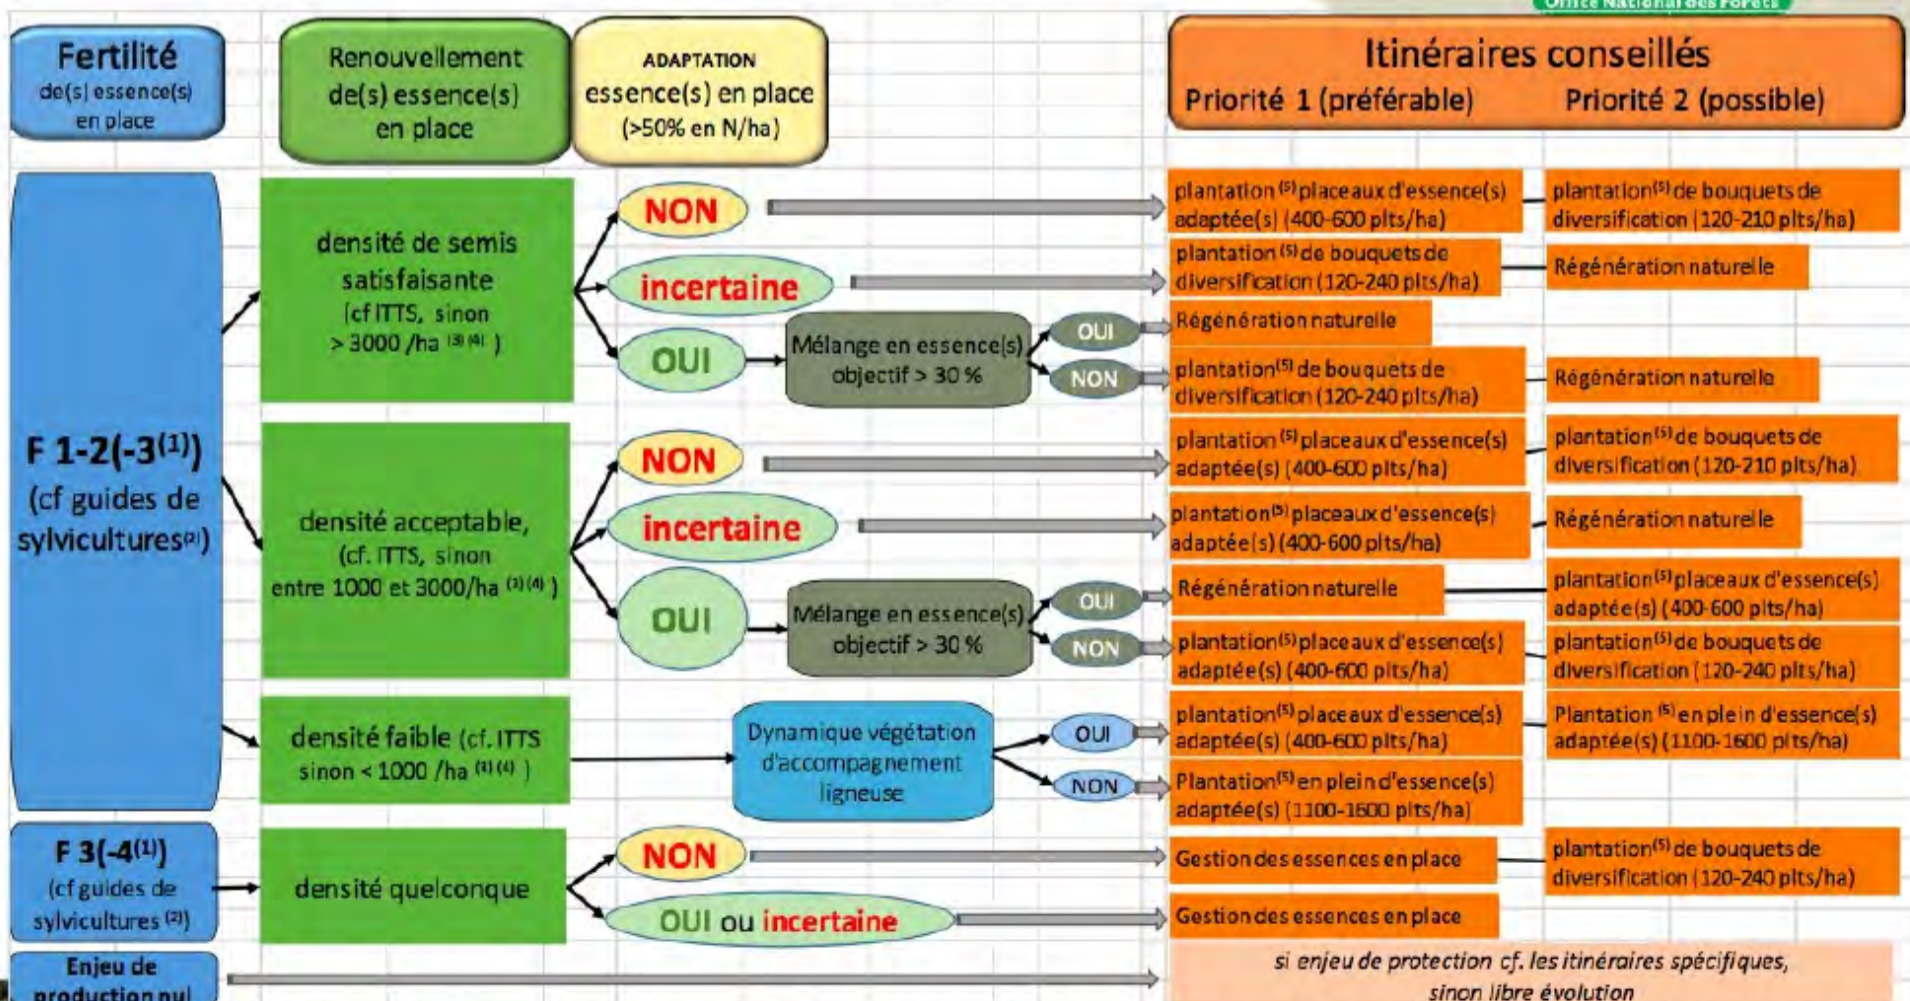 Office National des Forêts
Fertilité
de(s) essence(s)
en place
Renouvellement
de(s) essence(s)
en place
ADAPTATION
essence(s) en place
(>50% en N/ha)
Itinéraires conseillés
Priorité 1 (préférable)
Priorité 2 (possible)
F 1-2(-3(1))
(cf guides de
sylvicultures(2))
densité de semis
satisfaisante
(cf ITTS, sinon
> 3000 /ha (3) (4) )
NON
plantation (5) placeaux d'essence(s)
adaptée(s) (400-600 plts/ha)
plantation(5) de bouquets de
diversification (120-210 plts/ha)
incertaine
plantation (5) de bouquets de
diversification (120-240 plts/ha)
Régénération naturelle
OUI
Mélange en essence(s)
objectif > 30 %
OUI
Régénération naturelle
NON
plantation(5) de bouquets de
diversification (120-240 plts/ha)
Régénération naturelle
densité acceptable,
(cf. ITTS, sinon
entre 1000 et 3000/ha (3) (4) )
NON
plantation (5) placeaux d'essence(s)
adaptée(s) (400-600 plts/ha)
plantation(5) de bouquets de
diversification (120-210 plts/ha)
incertaine
plantation(5) placeaux d'essence(s)
adaptée(s) (400-600 plts/ha)
Régénération naturelle
OUI
Mélange en essence(s)
objectif > 30 %
OUI
Régénération naturelle
plantation(5) placeaux d'essence(s)
adaptée(s) (400-600 plts/ha)
NON
plantation(5) placeaux d'essence(s)
adaptée(s) (400-600 plts/ha)
plantation(5) de bouquets de
diversification (120-240 plts/ha)
densité faible (cf. ITTS
sinon < 1000 /ha (3) (4) )
Dynamique végétation
d'accompagnement
ligneuse
OUI
plantation(5) placeaux d'essence(s)
adaptée(s) (400-600 plts/ha)
Plantation (5) en plein d'essence(s)
adaptée(s) (1100-1600 plts/ha)
NON
Plantation(5) en plein d'essence(s)
adaptée(s) (1100-1600 plts/ha)
F 3(-4(1))
(cf guides de
sylvicultures (2))
densité quelconque
NON
Gestion des essences en place
plantation(5) de bouquets de
diversification (120-240 plts/ha)
OUI ou incertaine
Gestion des essences en place
Enjeu de
production nul
si enjeu de protection cf. les itinéraires spécifiques,
sinon libre évolution